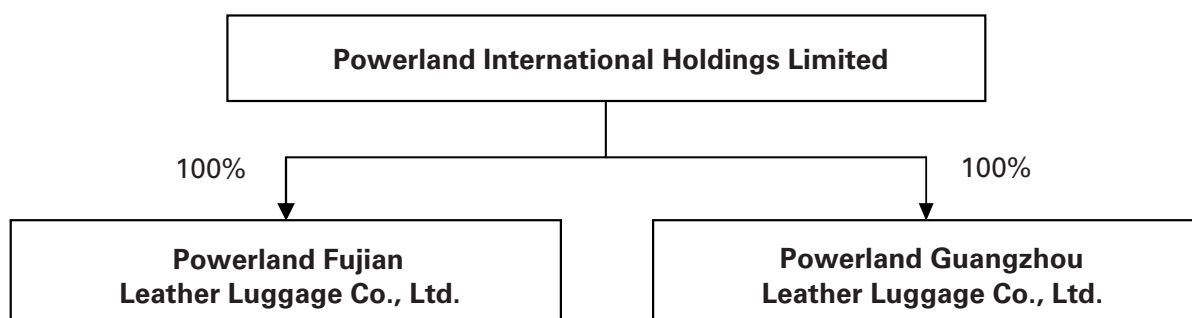 Powerland International Holdings Limited
100%
100%
Powerland Fujian
Leather Luggage Co., Ltd.
Powerland Guangzhou
Leather Luggage Co., Ltd.